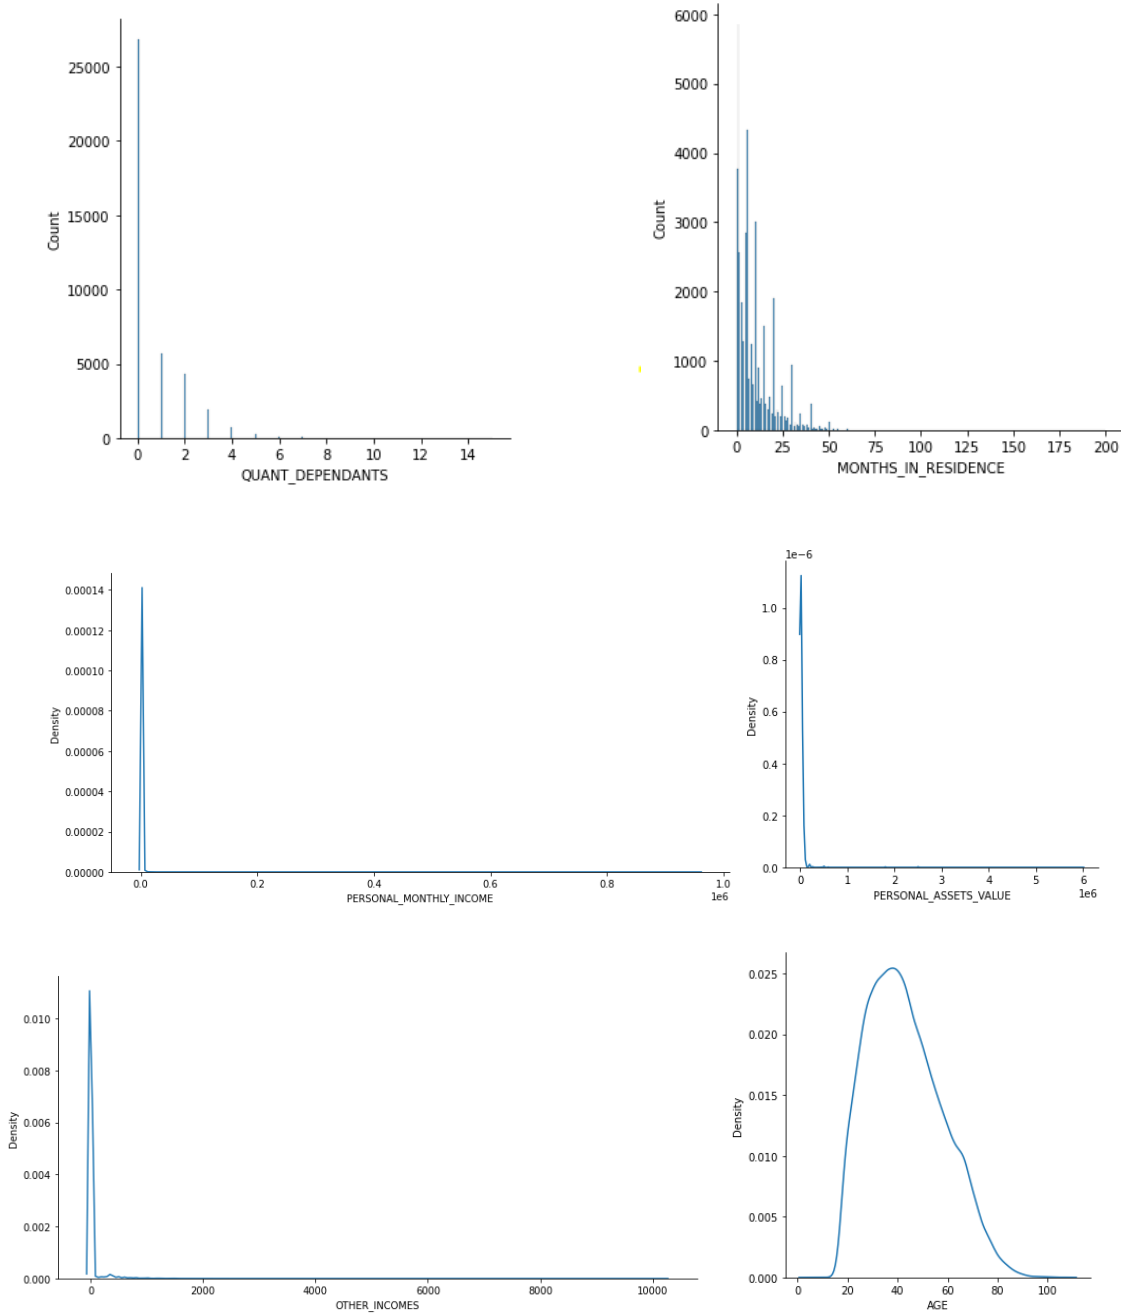 25000
20000
15000
10000
5000
0
Count
0 2 4 6 8 10 12 14
QUANT_DEPENDANTS
6000
5000
4000
3000
2000
1000
0
Count
0 25 50 75 100 125 150 175 200
MONTHS_IN_RESIDENCE
0.00014
0.00012
0.00010
0.00008
0.00006
0.00004
0.00002
0.00000
Density
0.0 0.2 0.4 0.6 0.8 1.0
PERSONAL_MONTHLY_INCOME
1e6
1e−6
1.0
0.8
0.6
0.4
0.2
0.0
Density
0 1 2 3 4 5 6
PERSONAL_ASSETS_VALUE
1e6
0.010
0.008
0.006
0.004
0.002
0.000
Density
0 2000 4000 6000 8000 10000
OTHER_INCOMES
0.025
0.020
0.015
0.010
0.005
0.000
Density
0 20 40 60 80 100
AGE